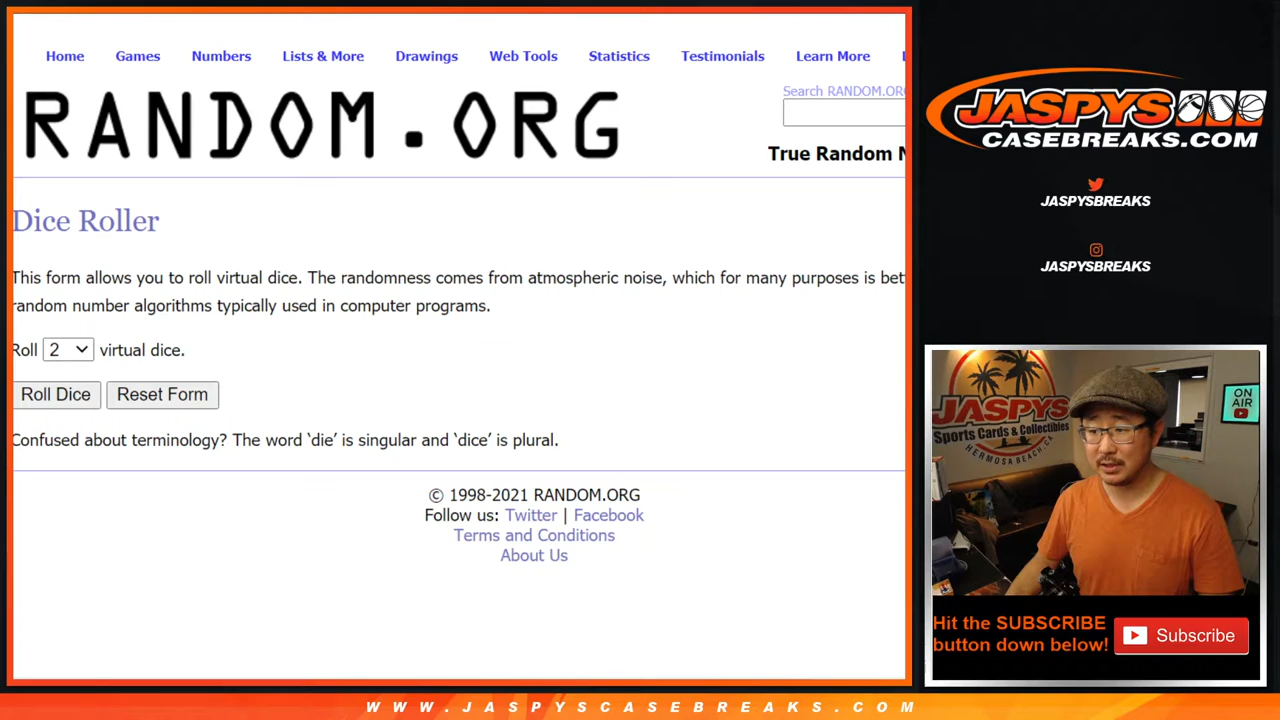 Home Games Numbers Lists & More Drawings Web Tools Statistics Testimonials Learn More
RANDOM.ORG
Search RANDOM.ORG
True Random N
Dice Roller
This form allows you to roll virtual dice. The randomness comes from atmospheric noise, which for many purposes is bet
random number algorithms typically used in computer programs.
Roll 2 virtual dice.
Roll Dice Reset Form
Confused about terminology? The word ‘die’ is singular and ‘dice’ is plural.
© 1998-2021 RANDOM.ORG
Follow us: Twitter | Facebook
Terms and Conditions
About Us
JASPYS
CASEBREAKS.COM
JASPYSBREAKS
JASPYSBREAKS
JASPYS
Sports Cards & Collectibles
HERMOSA BEACH, CA
ON
AIR
Hit the SUBSCRIBE
button down below!
Subscribe
WWW.JASPYSCASEBREAKS.COM